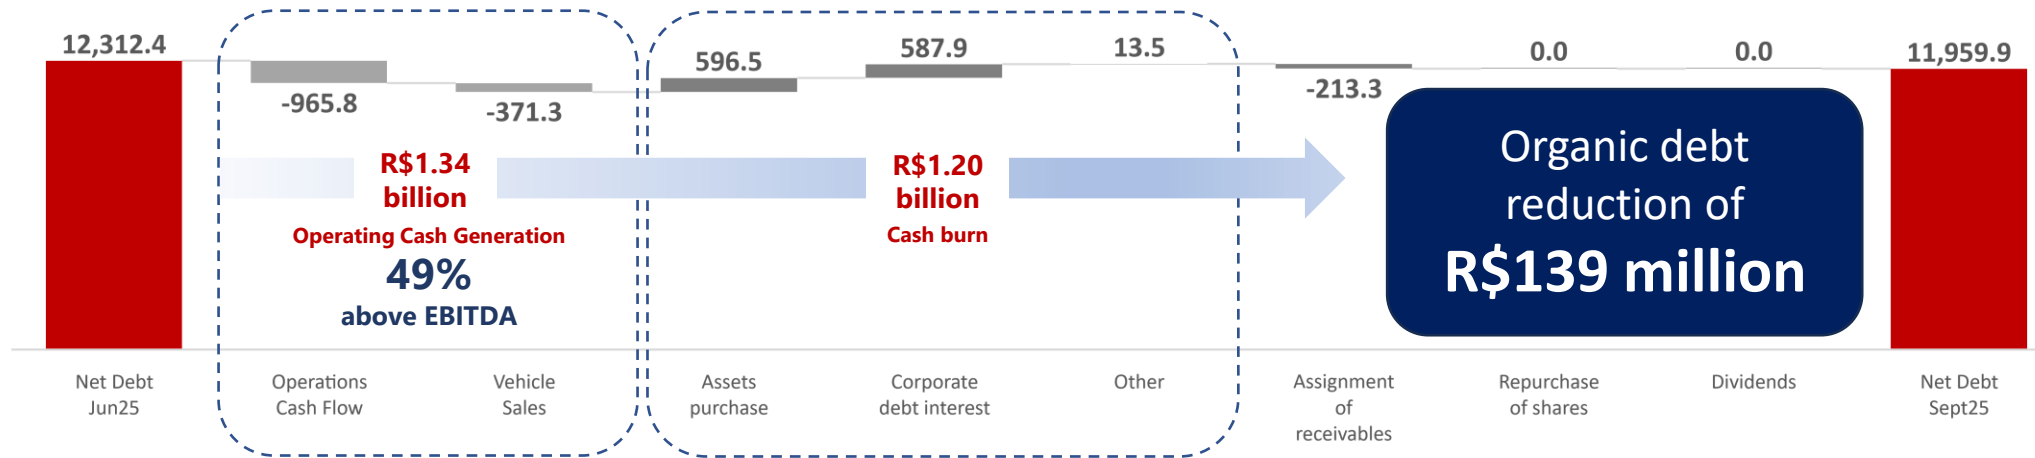 12,312.4
-965.8
-371.3
596.5
587.9
13.5
-213.3
0.0
0.0
11,959.9
R$1.34
billion
Operating Cash Generation
49%
above EBITDA
R$1.20
billion
Cash burn
Organic debt
reduction of
R$139 million
Net Debt
Jun25
Operations
Cash Flow
Vehicle
Sales
Assets
purchase
Corporate
debt interest
Other
Assignment
of
receivables
Repurchase
of shares
Dividends
Net Debt
Sept25